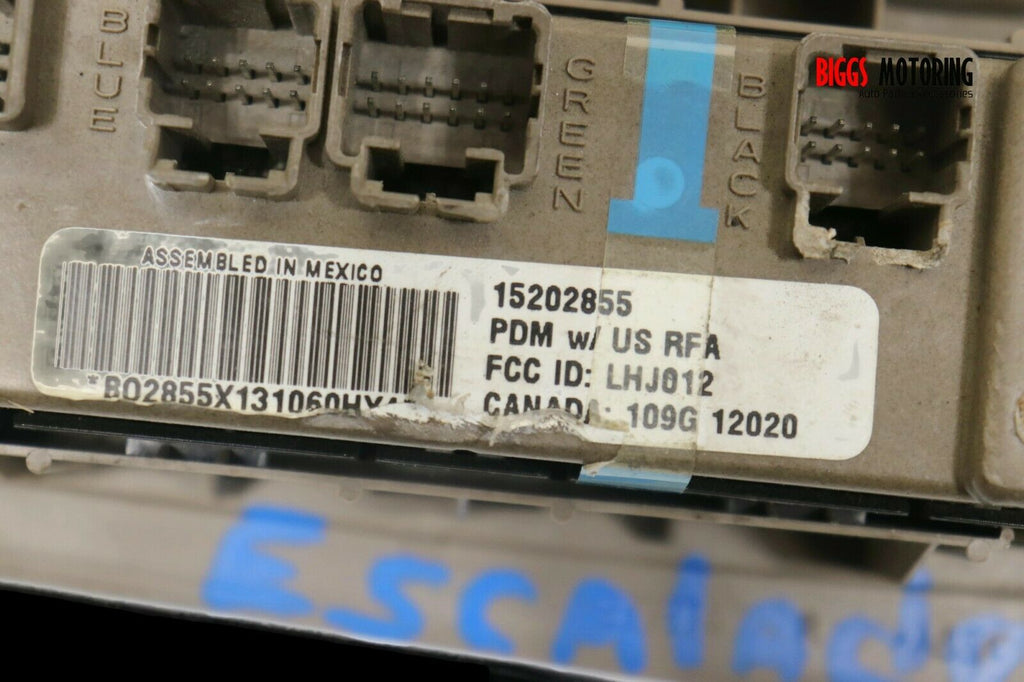 BLUE
GREEN
BLACK
BIGGS MOTORING
ASSEMBLED IN MEXICO
15202855
PDM w/ US RFA
FCC ID: LHJ012
CANADA: 109G 12020
*B02855X131060HY
Escalade